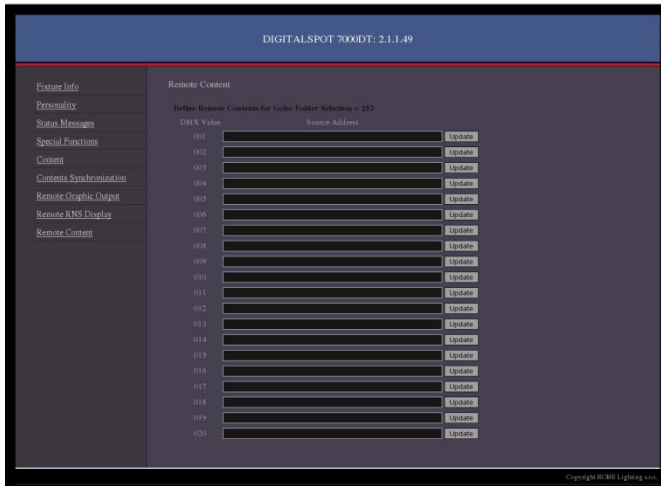 DIGITALSPOT 7000DT: 2.1.1.49
Fixture Info
Personality
Status Messages
Special Functions
Content
Contents Synchronization
Remote Graphic Output
Remote RNS Display
Remote Content
Remote Content
Define Remote Contents for Gobo Folder Selection = 252
DMX Value Source Address
001 Update
002 Update
003 Update
004 Update
005 Update
006 Update
007 Update
008 Update
009 Update
010 Update
011 Update
012 Update
013 Update
014 Update
015 Update
016 Update
017 Update
018 Update
019 Update
020 Update
Copyright ROBE Lighting s.r.o.